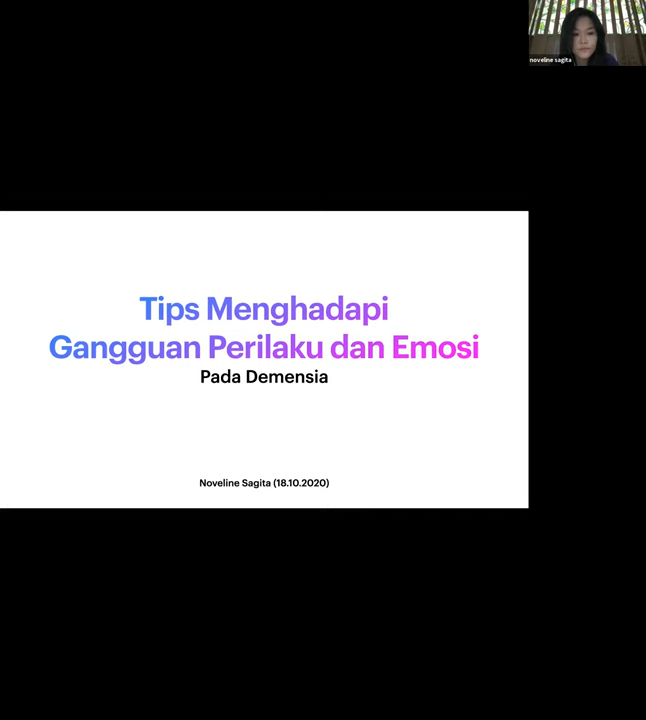 noveline sagita
Tips Menghadapi
Gangguan Perilaku dan Emosi
Pada Demensia
Noveline Sagita (18.10.2020)